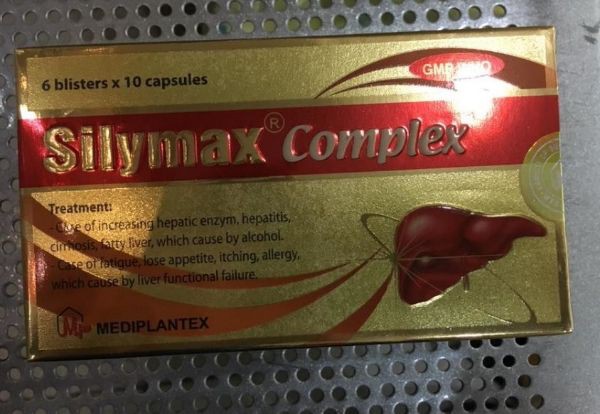 6 blisters x 10 capsules
GMP-WHO
Silymax® Complex
Treatment:
- Case of increasing hepatic enzym, hepatitis,
cirrhosis, fatty liver, which cause by alcohol.
- Case of fatigue, lose appetite, itching, allergy,
which cause by liver functional failure.
MEDIPLANTEX